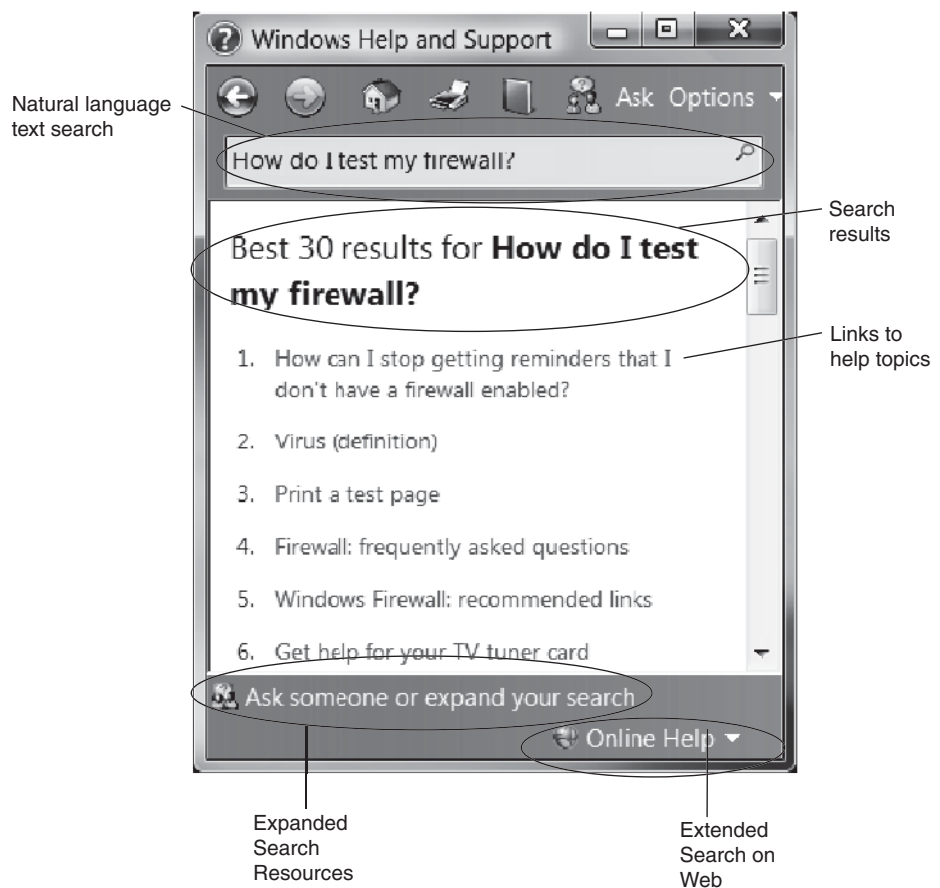 Windows Help and Support
Ask Options
Natural language
text search
How do I test my firewall?
Search
results
Best 30 results for How do I test
my firewall?
Links to
help topics
1. How can I stop getting reminders that I
don't have a firewall enabled?
2. Virus (definition)
3. Print a test page
4. Firewall: frequently asked questions
5. Windows Firewall: recommended links
6. Get help for your TV tuner card
Ask someone or expand your search
Online Help
Expanded
Search
Resources
Extended
Search on
Web